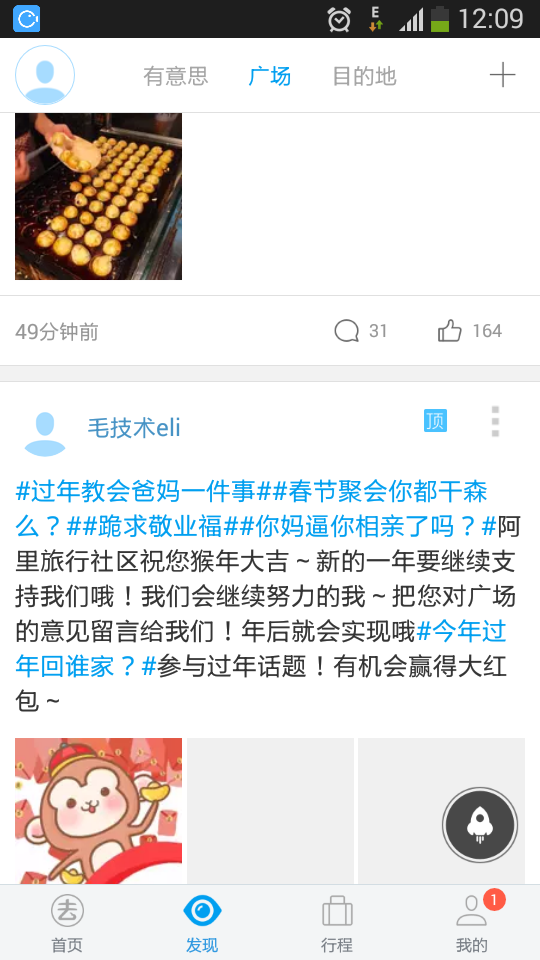 E
12:09
有意思
广场
目的地
49分钟前
31
164
毛技术eli
顶
#过年教会爸妈一件事##春节聚会你都干森
么？##跪求敬业福##你妈逼你相亲了吗？#阿
里旅行社区祝您猴年大吉～新的一年要继续支
持我们哦！我们会继续努力的我～把您对广场
的意见留言给我们！年后就会实现哦#今年过
年回谁家？#参与过年话题！有机会赢得大红
包～
去
1
首页
发现
行程
我的